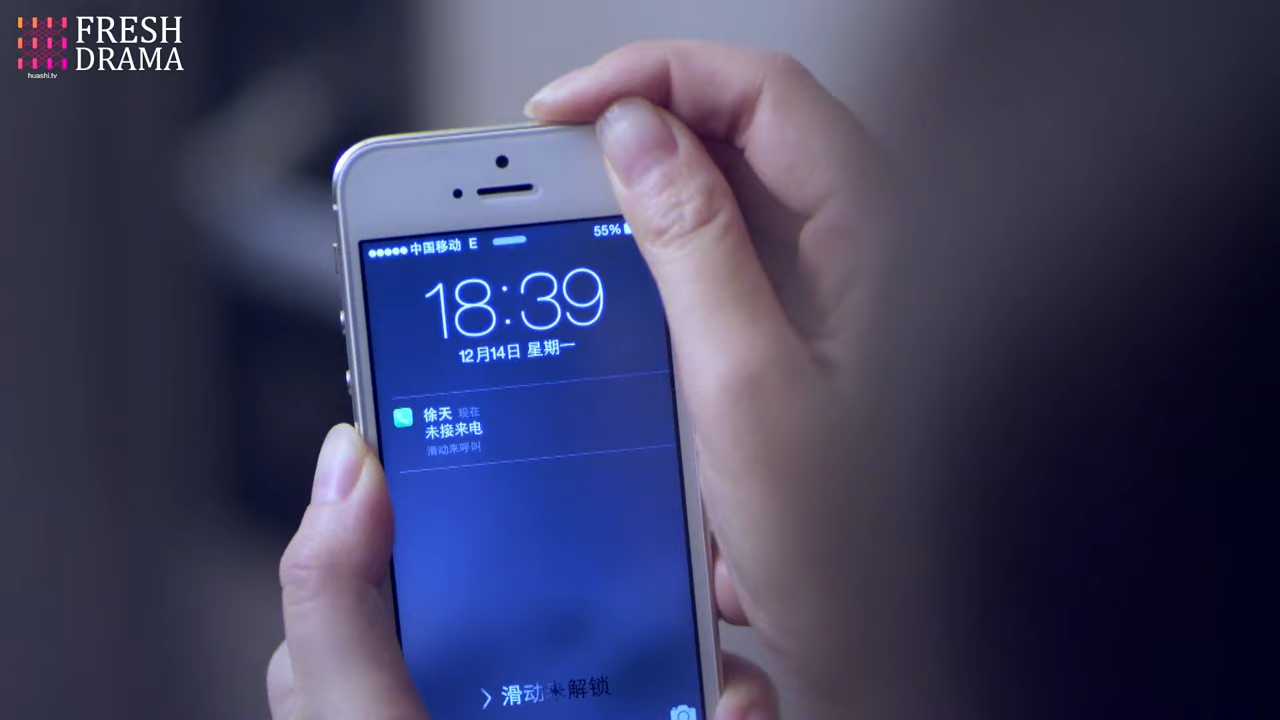 FRESH
DRAMA
huashi.tv
中国移动 E
55%
18:39
12月14日 星期一
徐天 现在
未接来电
滑动来呼叫
滑动来解锁